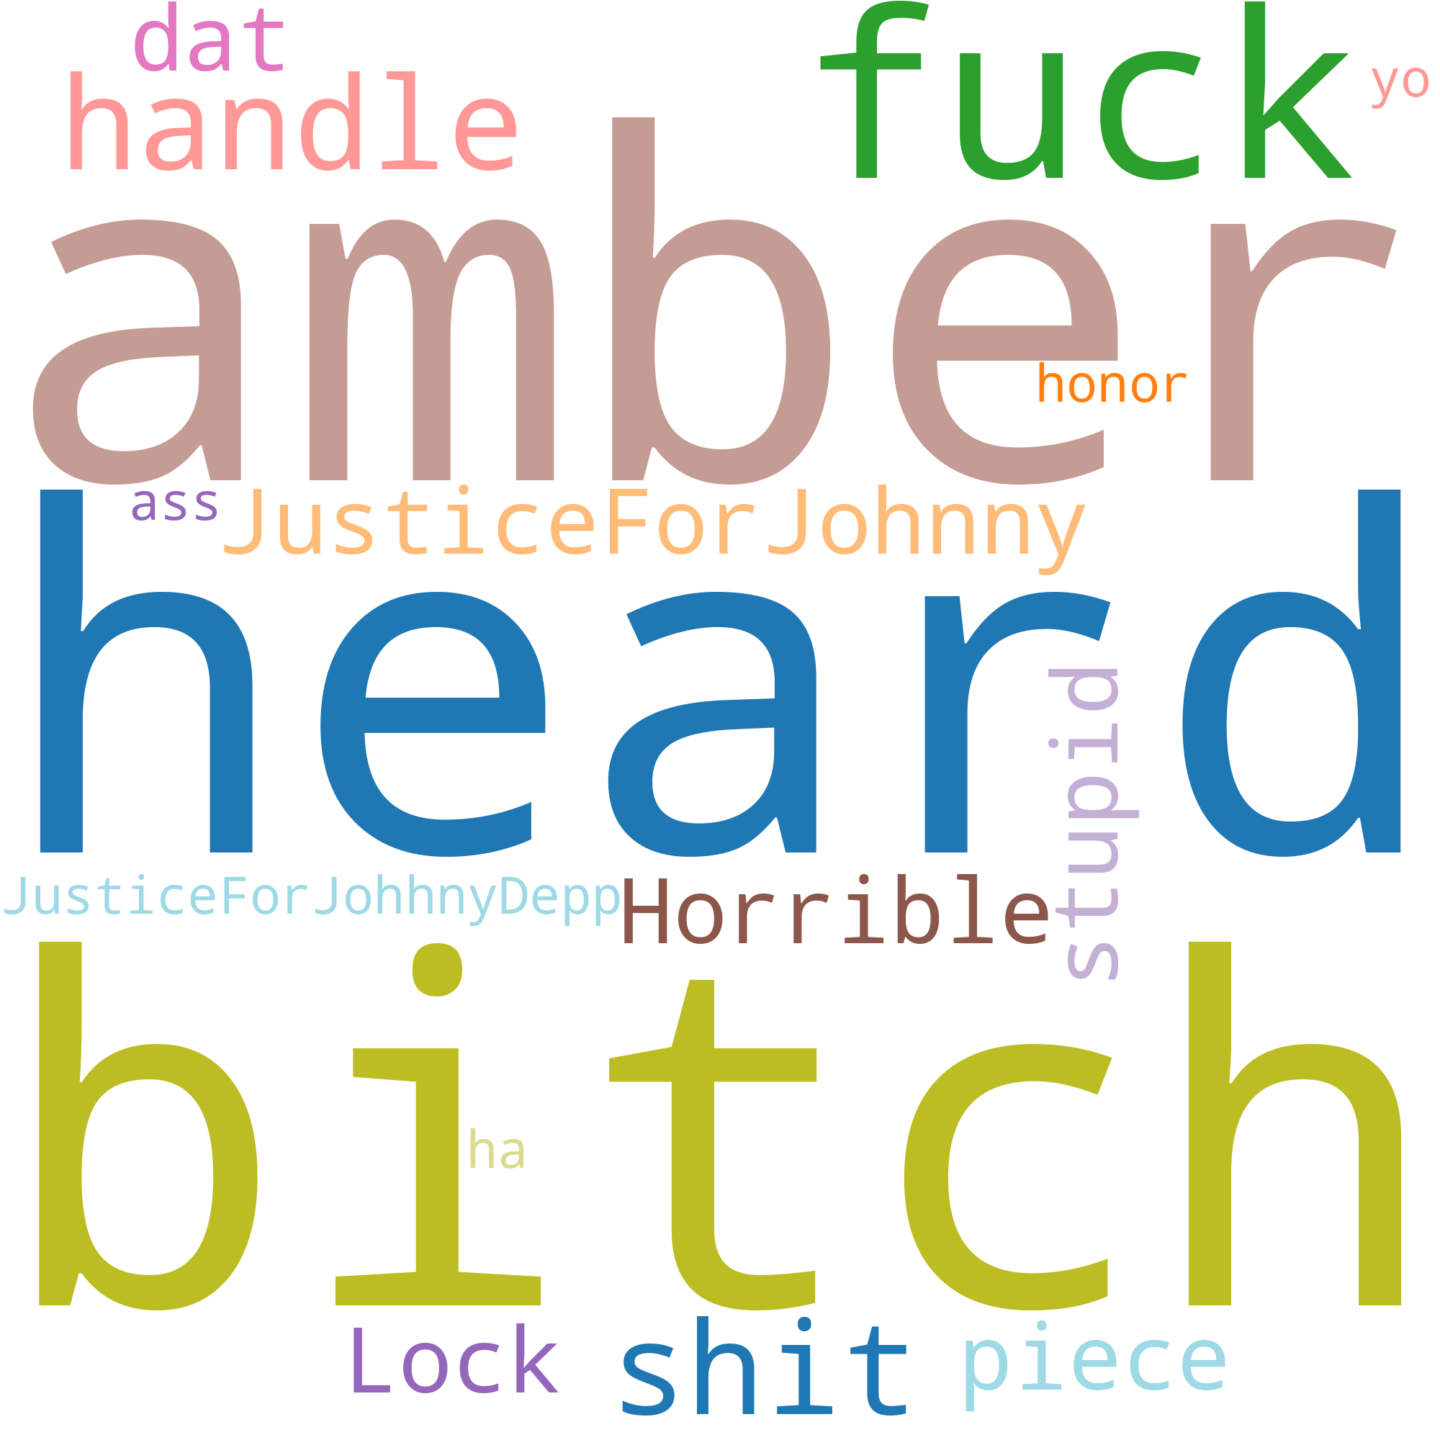 dat
fuck
yo
handle
amber
honor
ass
JusticeForJohnny
heard
stupid
JusticeForJohhnyDepp
Horrible
bitch
ha
Lock
shit
piece